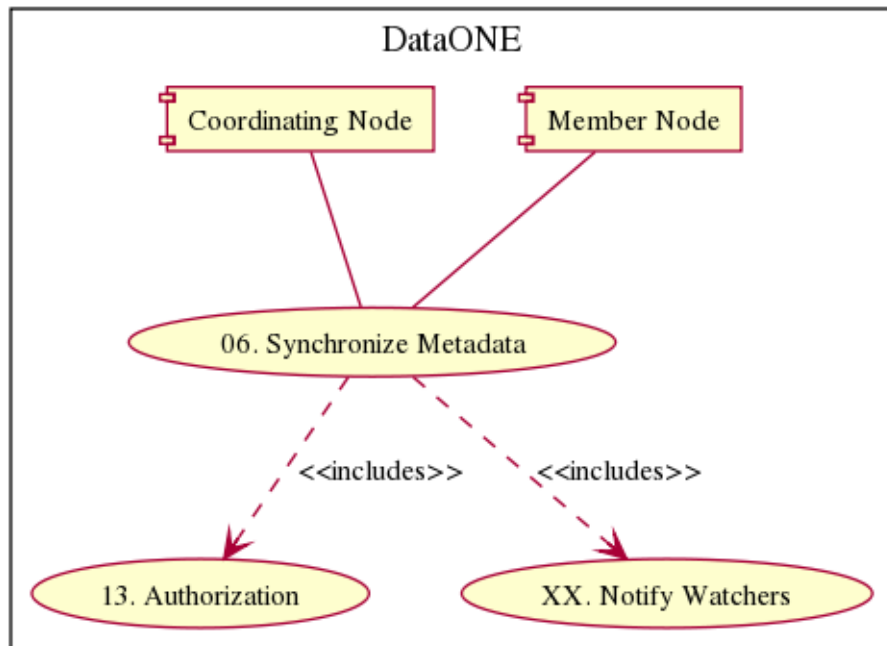 DataONE
Coordinating Node
Member Node
06. Synchronize Metadata
<<includes>>
<<includes>>
13. Authorization
XX. Notify Watchers